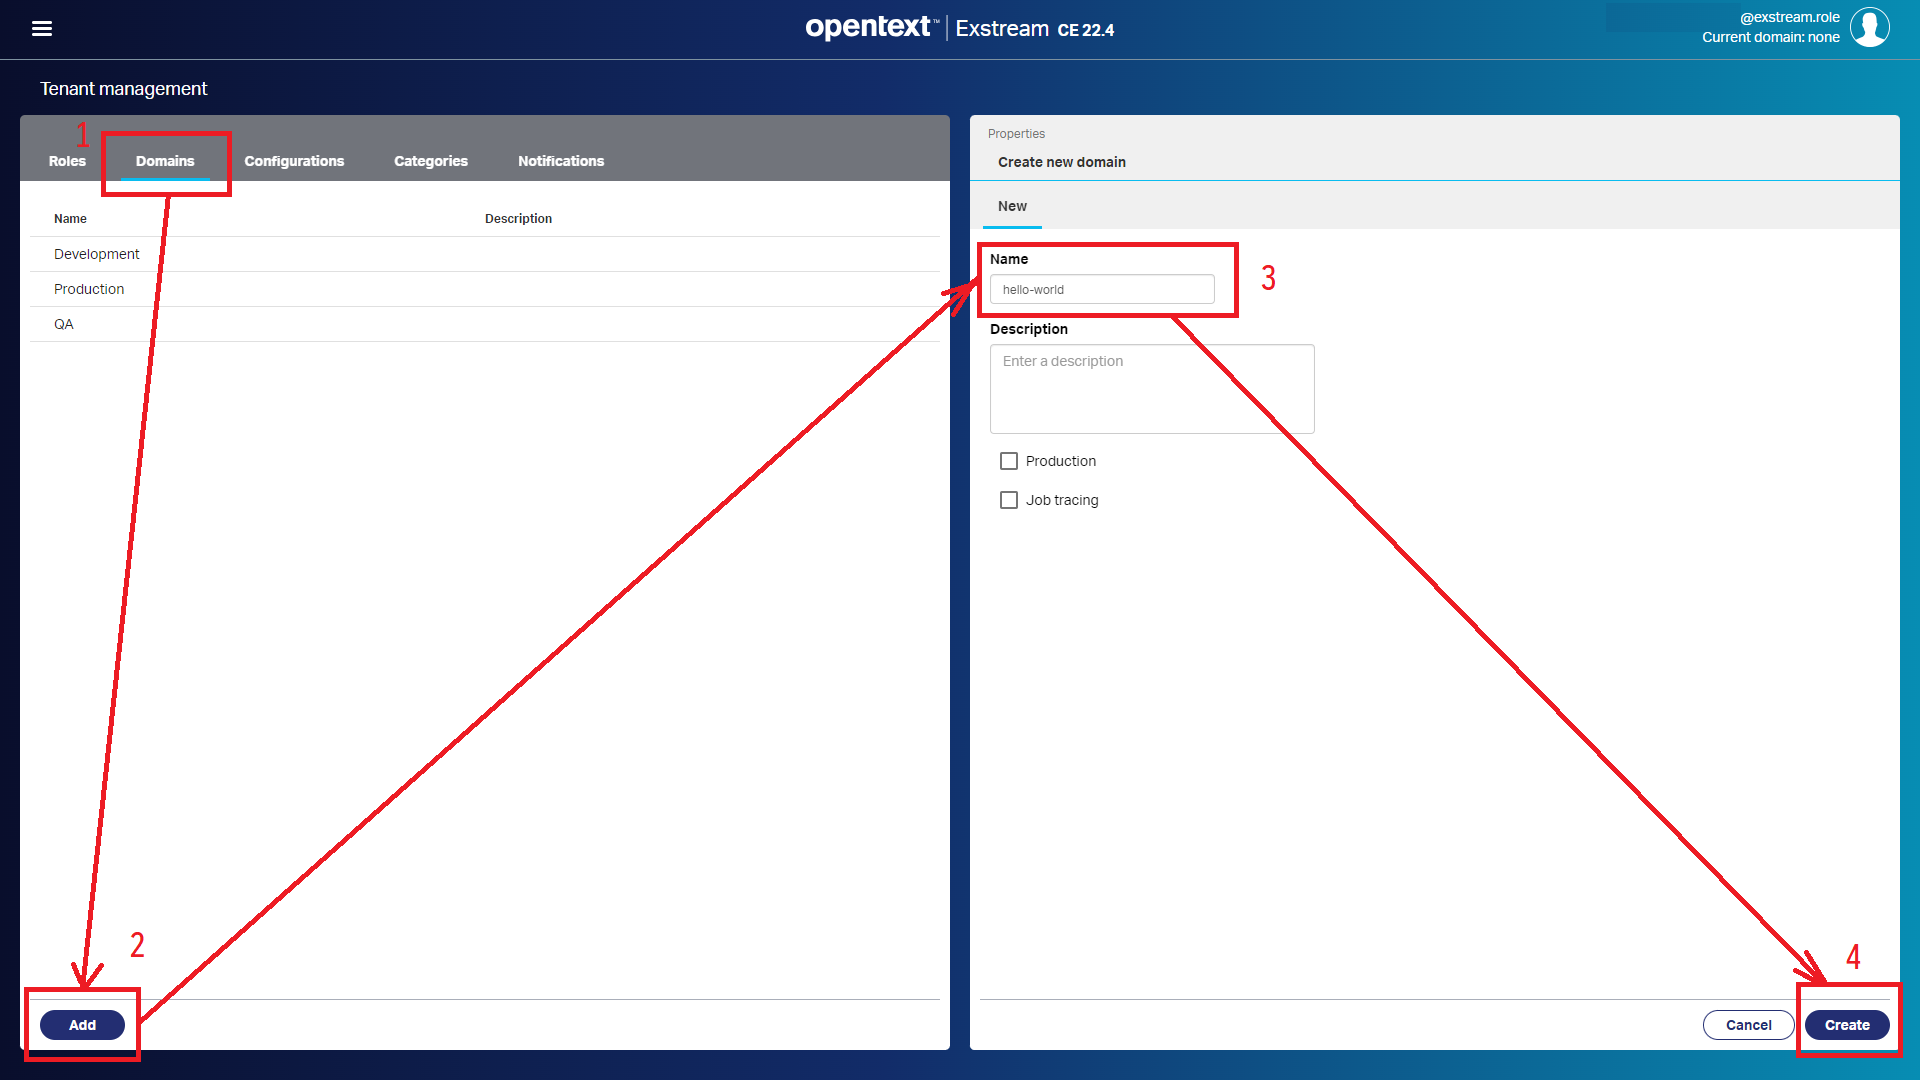 opentext™ | Exstream CE 22.4
@exstream.role
Current domain: none
Tenant management
1
Roles Domains Configurations Categories Notifications
Name Description
Development
Production
QA
2
Add
Properties
Create new domain
New
Name
hello-world
3
Description
Enter a description
Production
Job tracing
4
Cancel Create